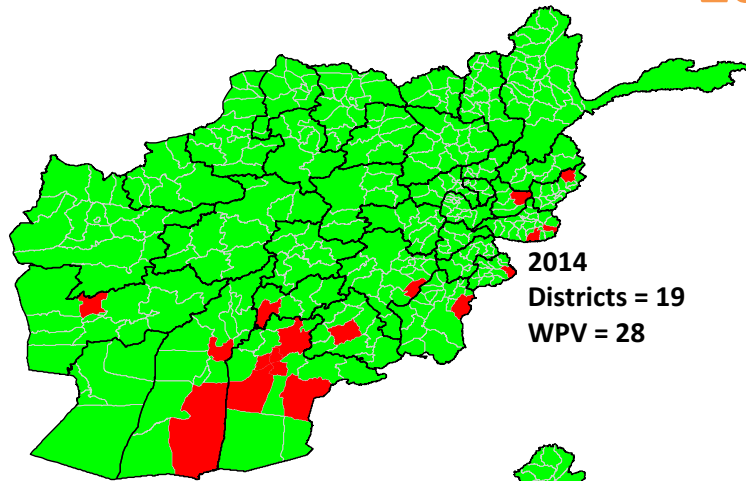 2014
Districts = 19
WPV = 28